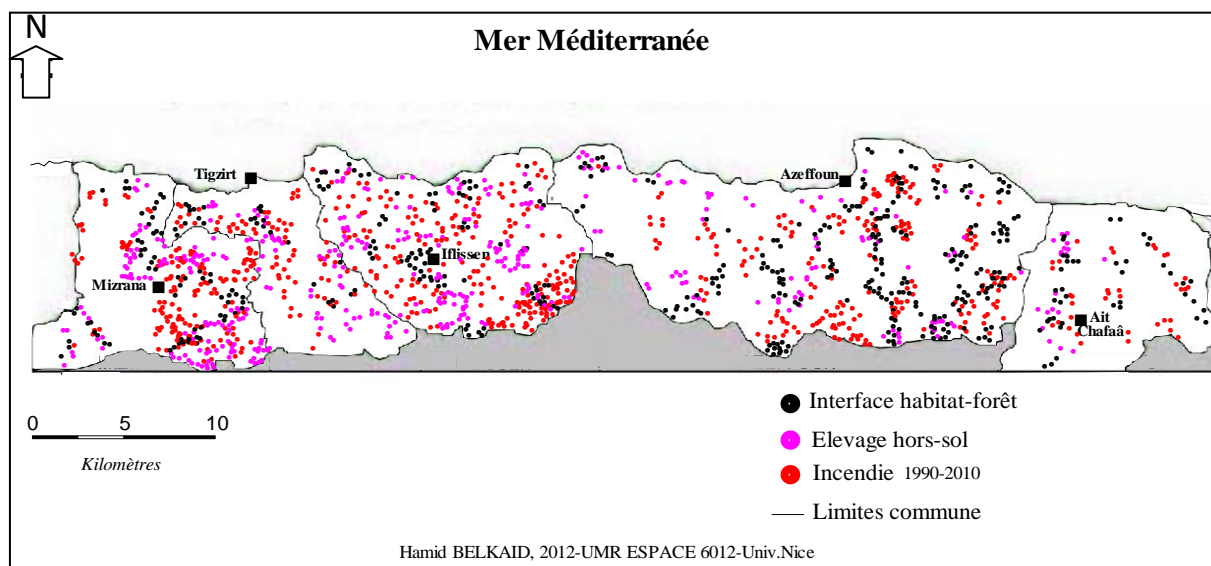 N
Mer Méditerranée
Tigzirt
Azeffoun
Iflissen
Mizrana
Ait
Chafaâ
0 5 10
Kilomètres
Interface habitat-forêt
Elevage hors-sol
Incendie 1990-2010
Limites commune
Hamid BELKAID, 2012-UMR ESPACE 6012-Univ.Nice